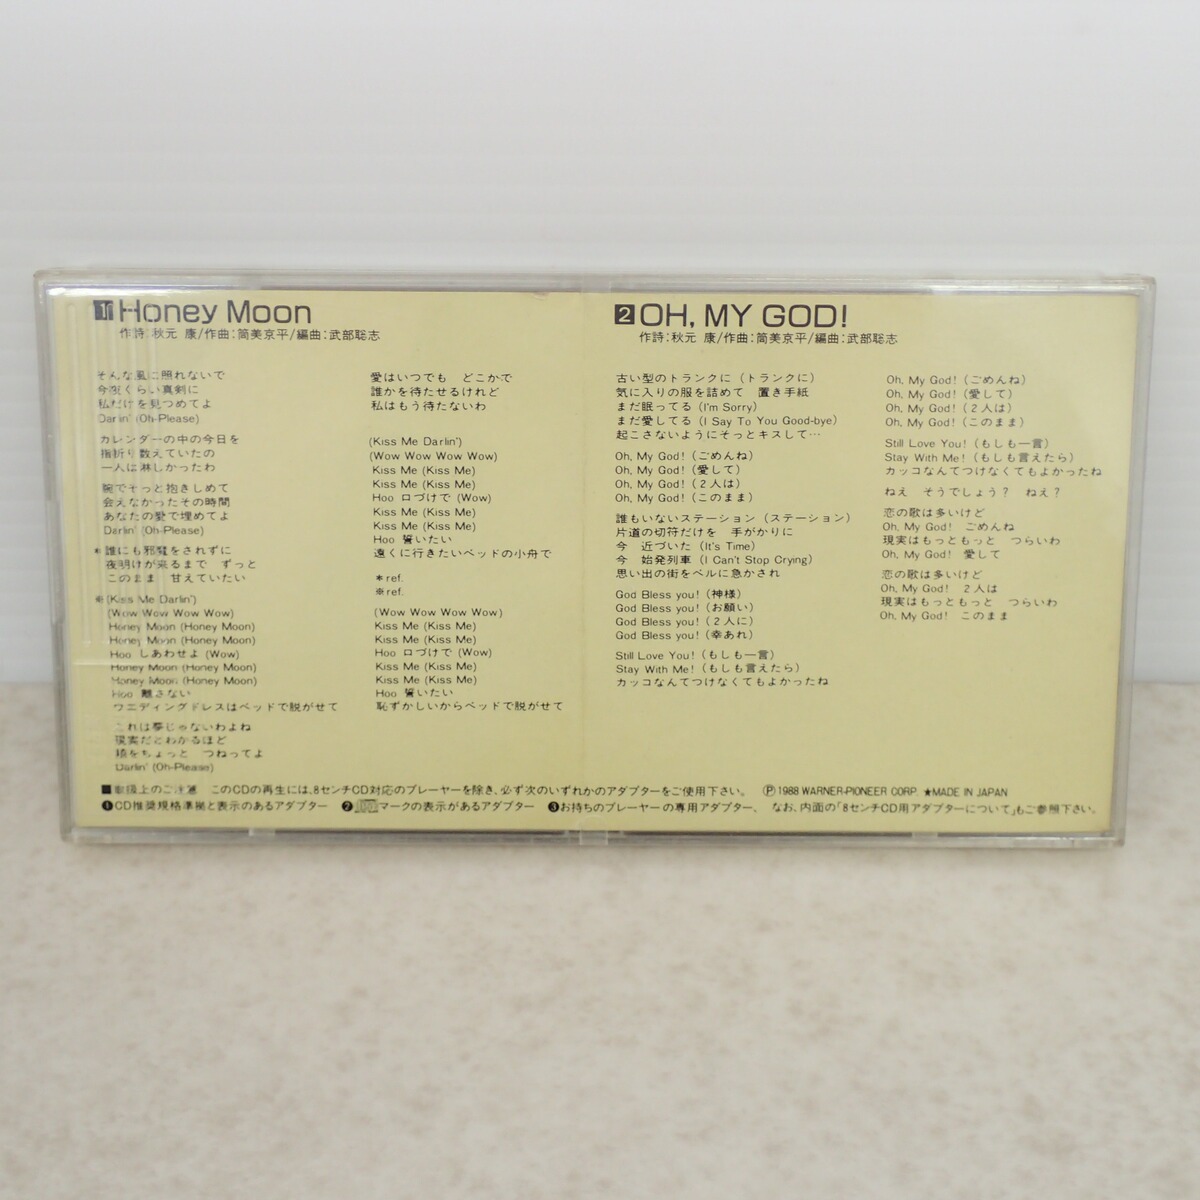 1 Honey Moon
作詩:秋元 康/作曲:筒美京平/編曲:武部聡志
そんな風に照れないで
今夜くらい真剣に
私だけを見つめてよ
Darlin' (Oh-Please)
カレンダーの中の今日を
指折り数えていたの
一人は淋しかったわ
腕でそっと抱きしめて
会えなかったその時間
あなたの愛で埋めてよ
Darlin' (Oh-Please)
*誰にも邪魔をされずに
夜明けが来るまで ずっと
このまま 甘えていたい
※(Kiss Me Darlin')
(Wow Wow Wow Wow)
Honey Moon (Honey Moon)
Honey Moon (Honey Moon)
Hoo しあわせよ (Wow)
Honey Moon (Honey Moon)
Honey Moon (Honey Moon)
Hoo 離さない
ウエディングドレスはベッドで脱がせて
これは夢じゃないわよね
現実だとわかるほど
頬をちょっと つねってよ
Darlin' (Oh-Please)
愛はいつでも どこかで
誰かを待たせるけれど
私はもう待たないわ
(Kiss Me Darlin')
(Wow Wow Wow Wow)
Kiss Me (Kiss Me)
Kiss Me (Kiss Me)
Hoo 口づけで (Wow)
Kiss Me (Kiss Me)
Kiss Me (Kiss Me)
Hoo 誓いたい
遠くに行きたいベッドの小舟で
*ref.
※ref.
(Wow Wow Wow Wow)
Kiss Me (Kiss Me)
Kiss Me (Kiss Me)
Hoo 口づけで (Wow)
Kiss Me (Kiss Me)
Kiss Me (Kiss Me)
Hoo 誓いたい
恥ずかしいからベッドで脱がせて
2 OH, MY GOD!
作詩:秋元 康/作曲:筒美京平/編曲:武部聡志
古い型のトランクに (トランクに)
気に入りの服を詰めて 置き手紙
まだ眠ってる (I'm Sorry)
まだ愛してる (I Say To You Good-bye)
起こさないようにそっとキスして…
Oh, My God! (ごめんね)
Oh, My God! (愛して)
Oh, My God! (2人は)
Oh, My God! (このまま)
誰もいないステーション (ステーション)
片道の切符だけを 手がかりに
今 近づいた (It's Time)
今 始発列車 (I Can't Stop Crying)
思い出の街をベルに急かされ
God Bless you! (神様)
God Bless you! (お願い)
God Bless you! (2人に)
God Bless you! (幸あれ)
Still Love You! (もしも一言)
Stay With Me! (もしも言えたら)
カッコなんてつけなくてもよかったね
Oh, My God! (ごめんね)
Oh, My God! (愛して)
Oh, My God! (2人は)
Oh, My God! (このまま)
Still Love You! (もしも一言)
Stay With Me! (もしも言えたら)
カッコなんてつけなくてもよかったね
ねえ そうでしょう? ねえ?
恋の歌は多いけど
Oh, My God! ごめんね
現実はもっともっと つらいわ
Oh, My God! 愛して
恋の歌は多いけど
Oh, My God! 2人は
現実はもっともっと つらいわ
Oh, My God! このまま
■取扱上のご注意 このCDの再生には、8センチCD対応のプレーヤーを除き、必ず次のいずれかのアダプターをご使用下さい。 Ⓟ1988 WARNER-PIONEER CORP. ★MADE IN JAPAN
❶CD推奨規格準拠と表示のあるアダプター ❷マークの表示があるアダプター ❸お持ちのプレーヤーの専用アダプター、 なお、内面の「8センチCD用アダプターについて」もご参照下さい。